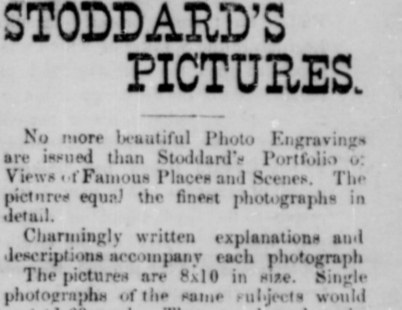 STODDARD'S
PICTURES.
No more beautiful Photo Engravings
are issued than Stoddard's Portfolio of
Views of Famous Places and Scenes. The
pictures equal the finest photographs in
detail.
Charmingly written explanations and
descriptions accompany each photograph
The pictures are 8x10 in size. Single
photographs of the same subjects would